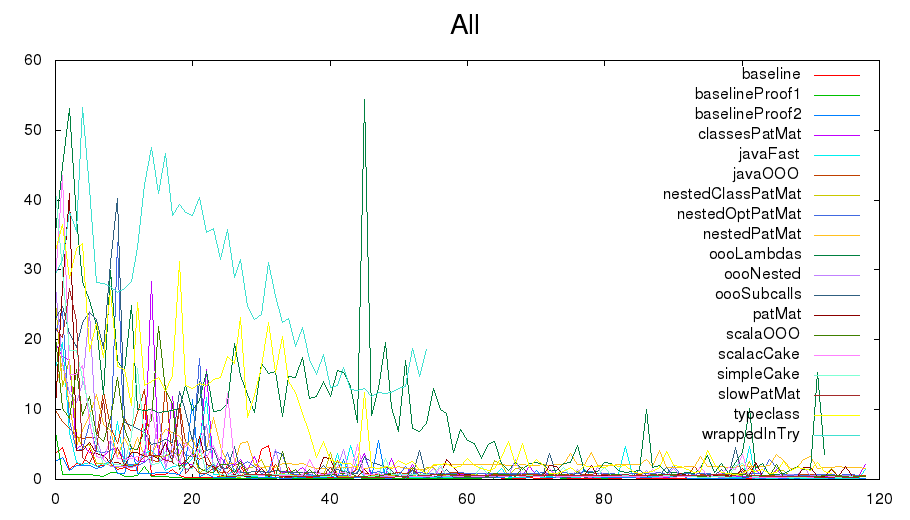 All
60
50
40
30
20
10
0
0 20 40 60 80 100 120
baseline
baselineProof1
baselineProof2
classesPatMat
javaFast
javaOOO
nestedClassPatMat
nestedOptPatMat
nestedPatMat
oooLambdas
oooNested
oooSubcalls
patMat
scalaOOO
scalacCake
simpleCake
slowPatMat
typeclass
wrappedInTry